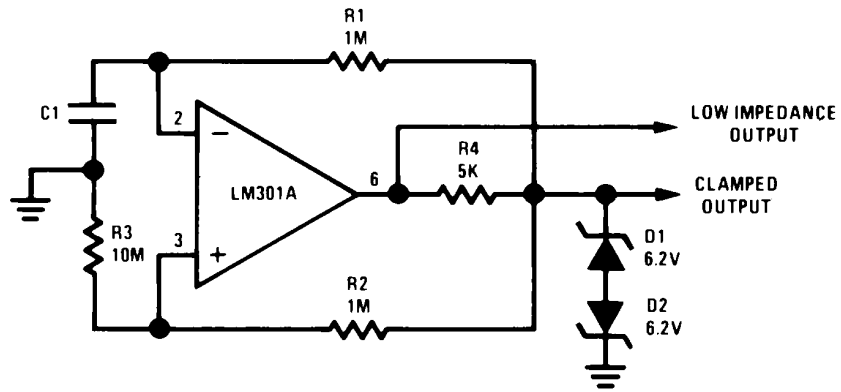 R1
1M
C1
2
−
LOW IMPEDANCE
OUTPUT
R4
5K
6
LM301A
CLAMPED
OUTPUT
R3
10M
3
+
D1
6.2V
R2
1M
D2
6.2V